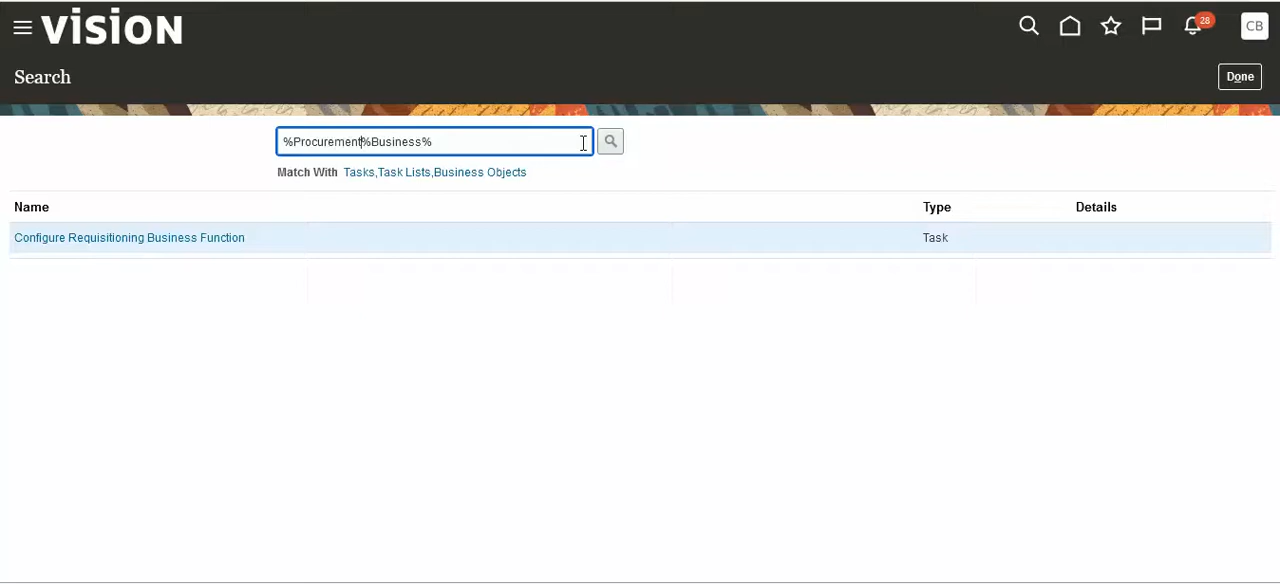 VISION
28
CB
Search
Done
%Procurement%Business%
Match With Tasks,Task Lists,Business Objects
Name Type Details
Configure Requisitioning Business Function Task